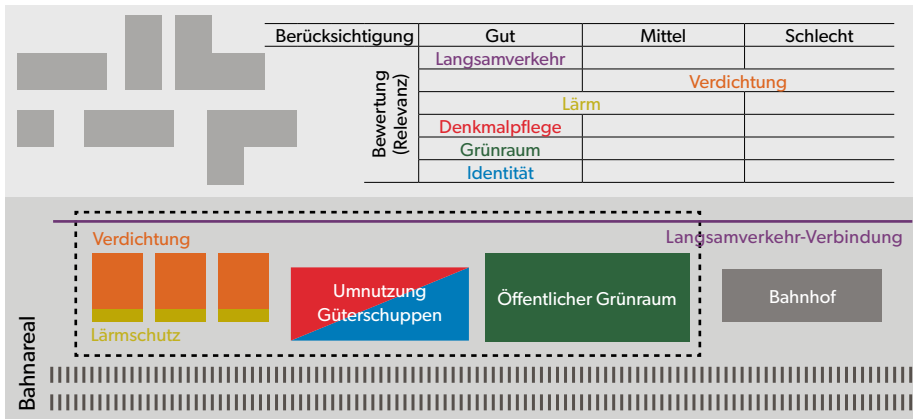 Berücksichtigung Gut Mittel Schlecht
Bewertung
(Relevanz)
Langsamverkehr
Verdichtung
Lärm
Denkmalpflege
Grünraum
Identität
Langsamverkehr-Verbindung
Verdichtung
Umnutzung
Güterschuppen
Öffentlicher Grünraum
Bahnhof
Lärmschutz
Bahnareal